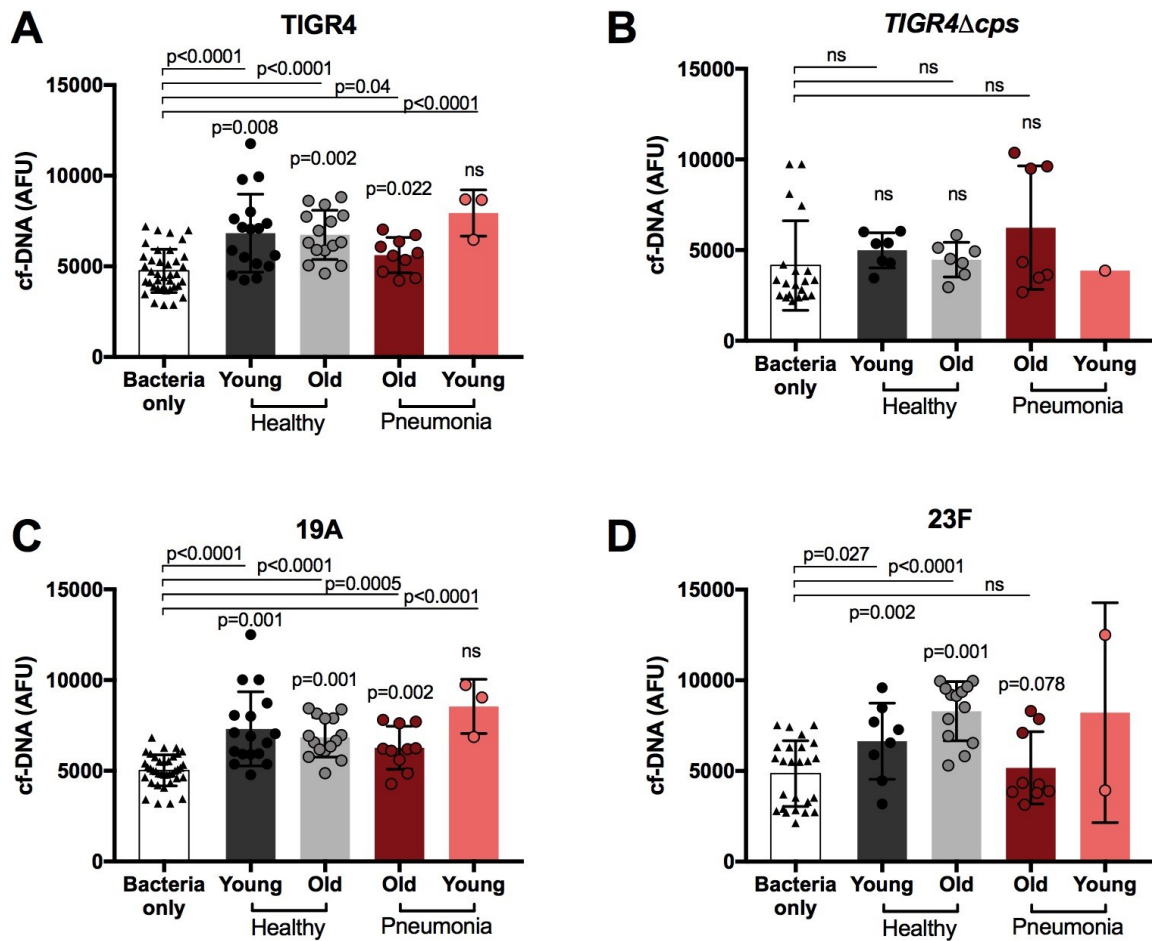 A
TIGR4
p<0.0001
p<0.0001
p=0.04
p<0.0001
p=0.008
p=0.002
p=0.022
ns
15000
10000
5000
0
cf-DNA (AFU)
Bacteria only
Young
Old
Old
Young
Healthy
Pneumonia
B
TIGR4Δcps
ns
ns
ns
ns
ns
ns
15000
10000
5000
0
cf-DNA (AFU)
Bacteria only
Young
Old
Old
Young
Healthy
Pneumonia
C
19A
p<0.0001
p<0.0001
p=0.0005
p<0.0001
p=0.001
p=0.001
p=0.002
ns
15000
10000
5000
0
cf-DNA (AFU)
Bacteria only
Young
Old
Old
Young
Healthy
Pneumonia
D
23F
p=0.027
p<0.0001
ns
p=0.002
p=0.001
p=0.078
15000
10000
5000
0
cf-DNA (AFU)
Bacteria only
Young
Old
Old
Young
Healthy
Pneumonia